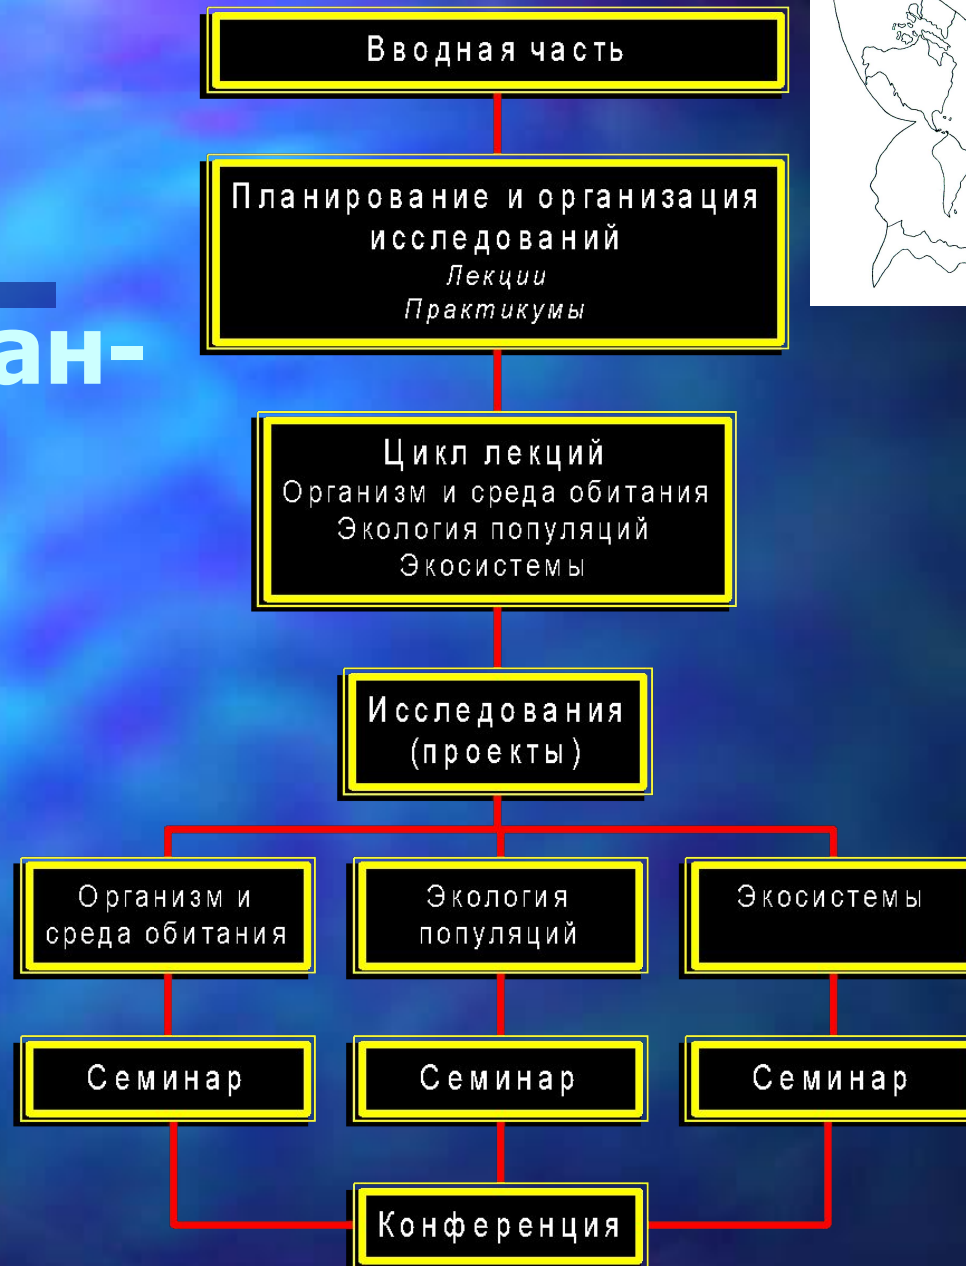 Вводная часть
Планирование и организация
исследований
Лекции
Практикумы
ан-
Цикл лекций
Организм и среда обитания
Экология популяций
Экосистемы
Исследования
(проекты)
Организм и
среда обитания
Экология
популяций
Экосистемы
Семинар
Семинар
Семинар
Конференция